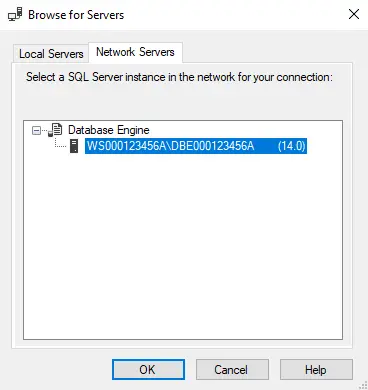 Browse for Servers
Local Servers
Network Servers
Select a SQL Server instance in the network for your connection:
Database Engine
WS000123456A\DBE000123456A (14.0)
OK
Cancel
Help